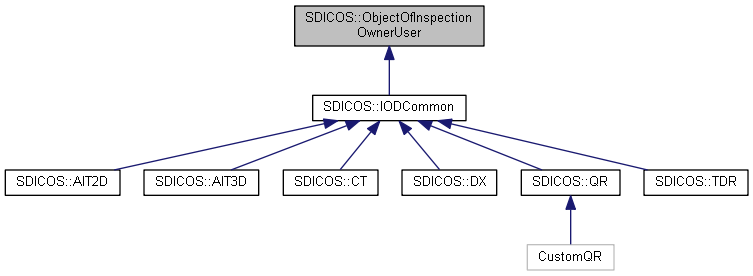 SDICOS::ObjectOfInspection
OwnerUser
SDICOS::IODCommon
SDICOS::AIT2D
SDICOS::AIT3D
SDICOS::CT
SDICOS::DX
SDICOS::QR
SDICOS::TDR
CustomQR